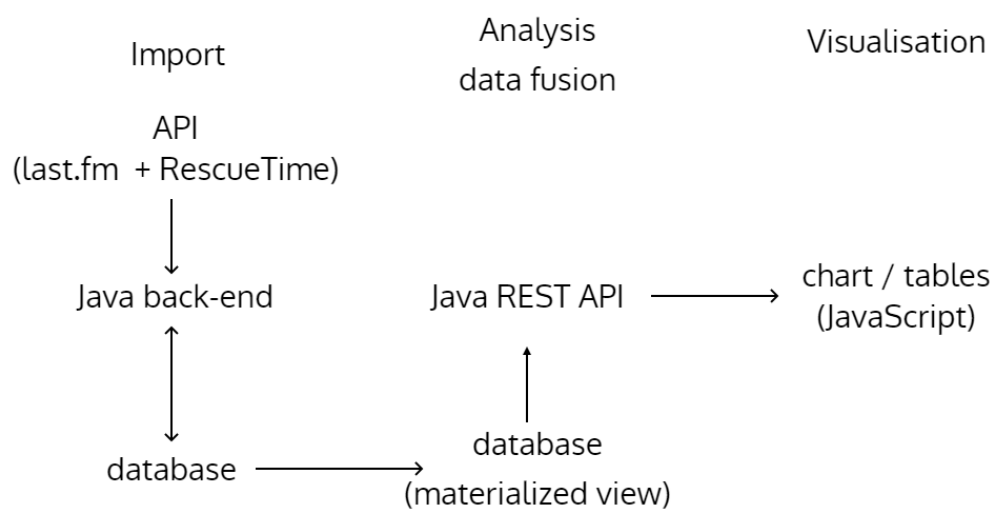 Import
Analysis
data fusion
Visualisation
API
(last.fm + RescueTime)
Java back-end
Java REST API
chart / tables
(JavaScript)
database
database
(materialized view)